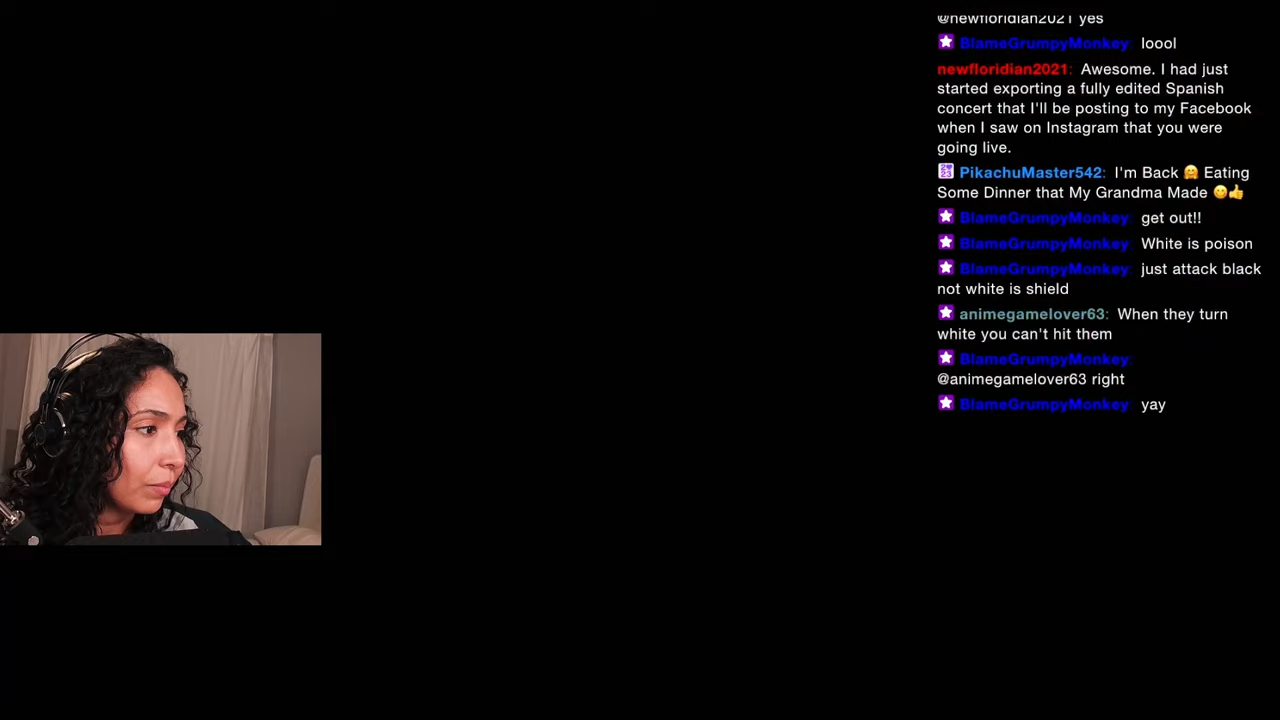 @newfloridian2021 yes
BlameGrumpyMonkey: loool
newfloridian2021: Awesome. I had just
started exporting a fully edited Spanish
concert that I'll be posting to my Facebook
when I saw on Instagram that you were
going live.
PikachuMaster542: I'm Back 🤗 Eating
Some Dinner that My Grandma Made 😋👍
BlameGrumpyMonkey: get out!!
BlameGrumpyMonkey: White is poison
BlameGrumpyMonkey: just attack black
not white is shield
animegamelover63: When they turn
white you can't hit them
BlameGrumpyMonkey:
@animegamelover63 right
BlameGrumpyMonkey: yay